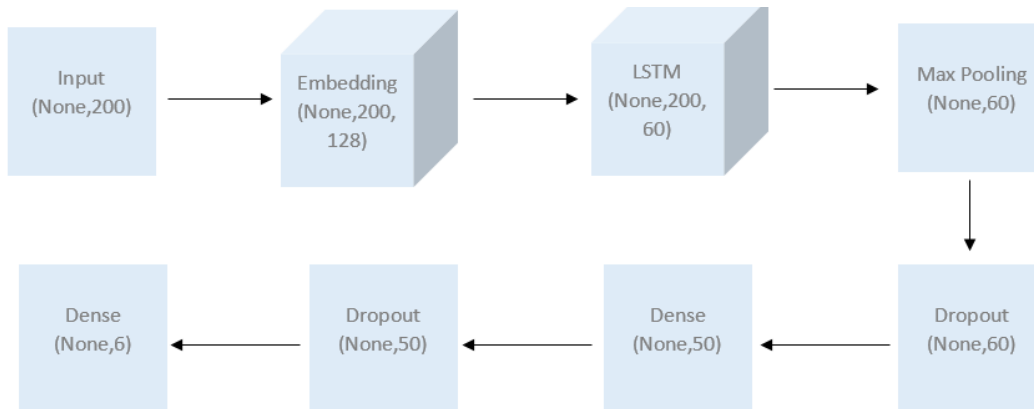 Input
(None,200)
Embedding
(None,200,
128)
LSTM
(None,200,
60)
Max Pooling
(None,60)
Dropout
(None,60)
Dense
(None,50)
Dropout
(None,50)
Dense
(None,6)